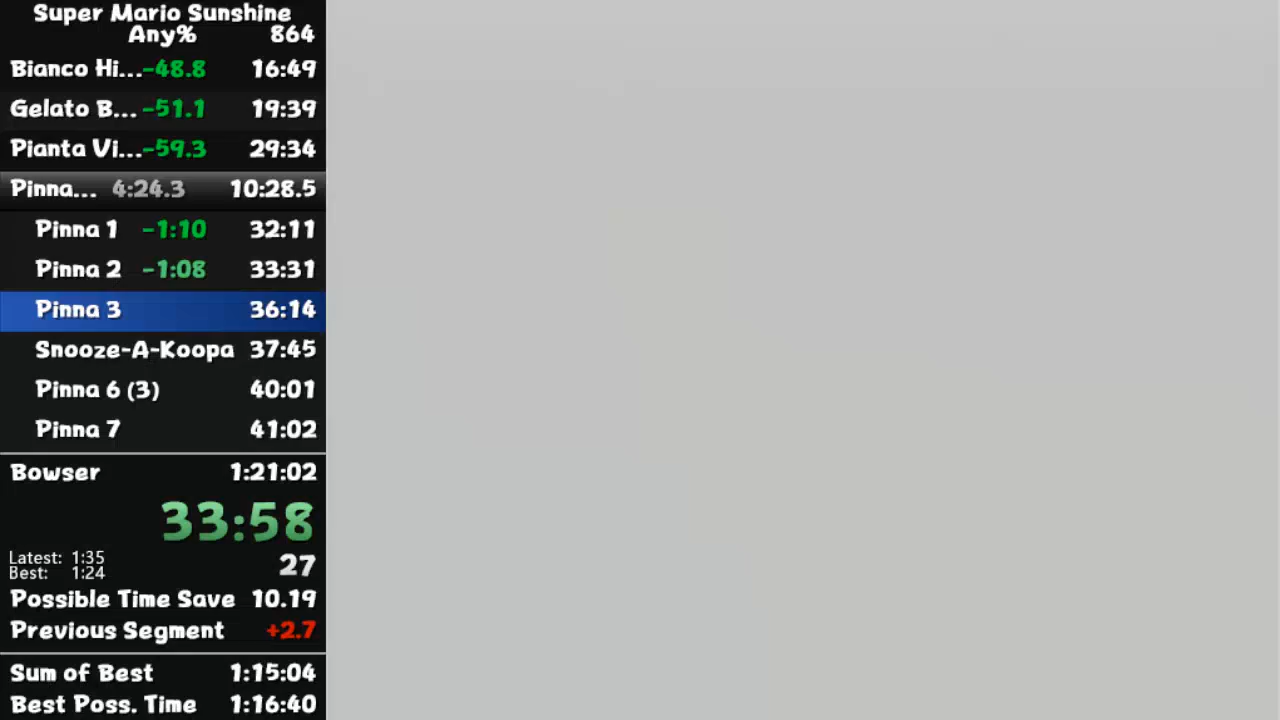 Super Mario Sunshine
Any% 864
Bianco Hi... -48.8 16:49
Gelato B... -51.1 19:39
Pianta Vi... -59.3 29:34
Pinna... 4:24.3 10:28.5
Pinna 1 -1:10 32:11
Pinna 2 -1:08 33:31
Pinna 3 36:14
Snooze-A-Koopa 37:45
Pinna 6 (3) 40:01
Pinna 7 41:02
Bowser 1:21:02
33:58
Latest: 1:35
Best: 1:24
27
Possible Time Save 10.19
Previous Segment +2.7
Sum of Best 1:15:04
Best Poss. Time 1:16:40